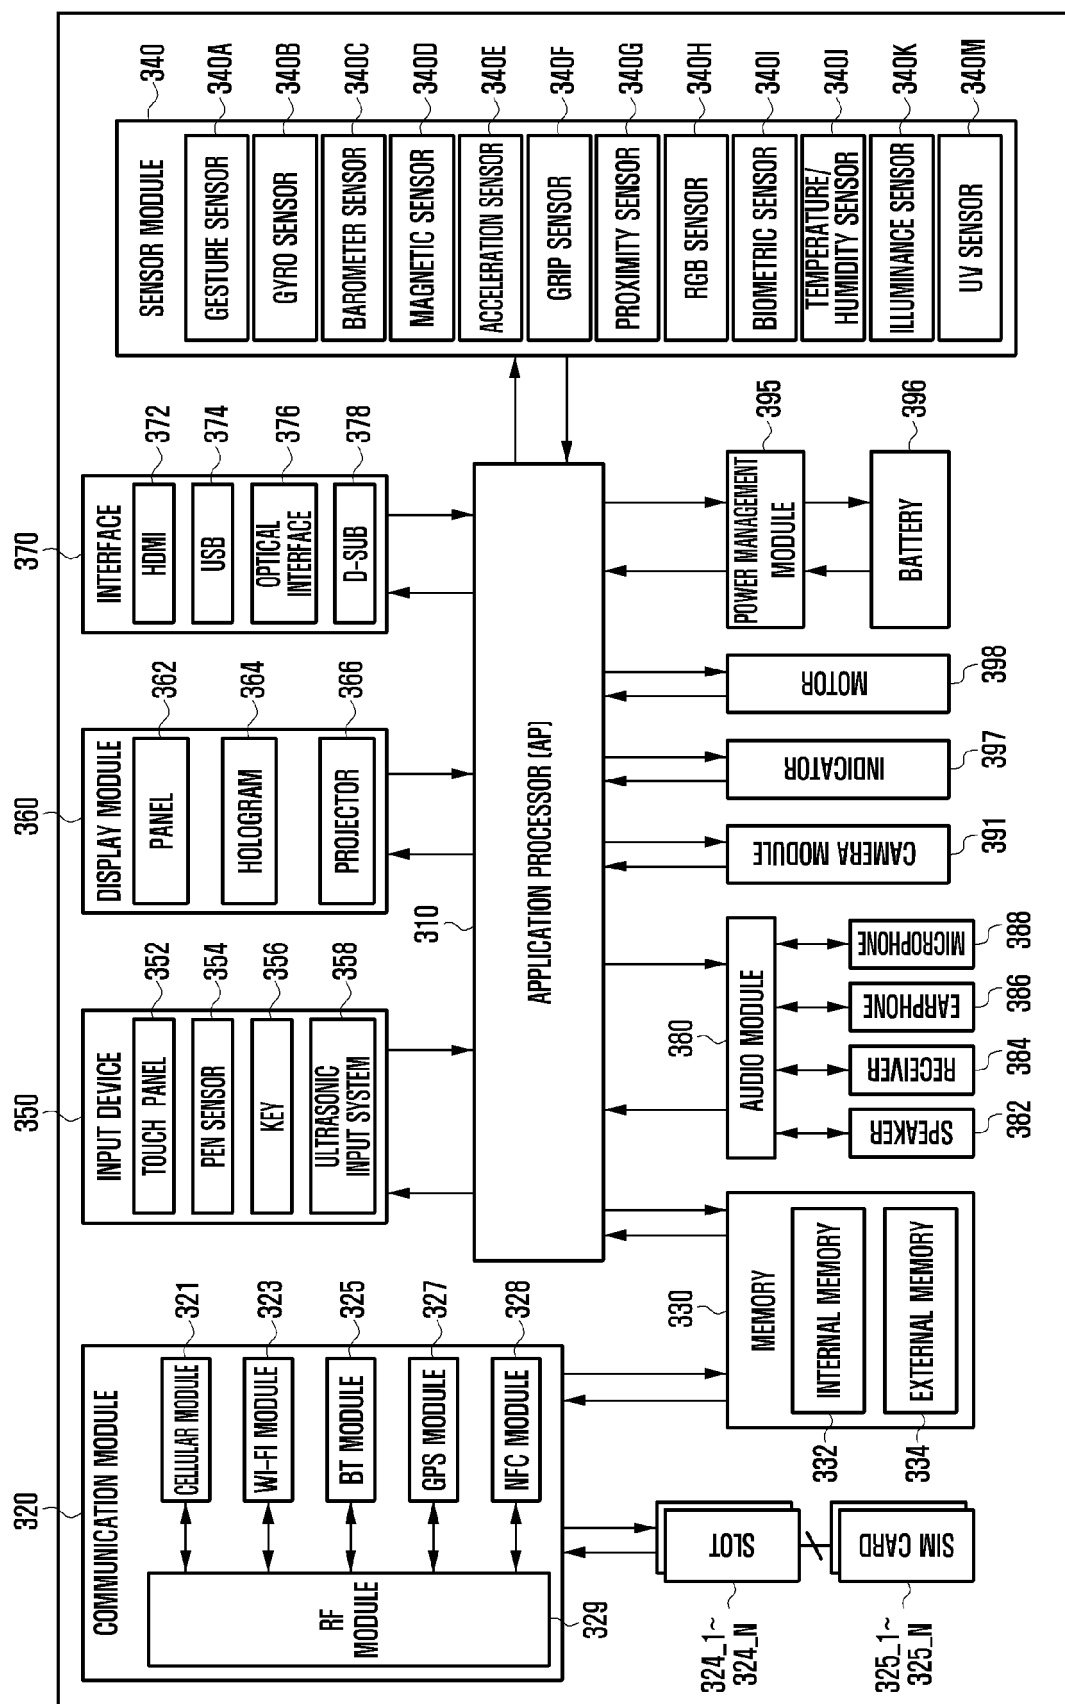 320
COMMUNICATION MODULE
RF
MODULE
329
CELLULAR MODULE
321
WI-FI MODULE
323
BT MODULE
325
GPS MODULE
327
NFC MODULE
328
350
INPUT DEVICE
TOUCH PANEL
352
PEN SENSOR
354
KEY
356
ULTRASONIC
INPUT SYSTEM
358
360
DISPLAY MODULE
PANEL
362
HOLOGRAM
364
PROJECTOR
366
370
INTERFACE
HDMI
372
USB
374
OPTICAL
INTERFACE
376
D-SUB
378
340
SENSOR MODULE
GESTURE SENSOR
340A
GYRO SENSOR
340B
BAROMETER SENSOR
340C
MAGNETIC SENSOR
340D
ACCELERATION SENSOR
340E
GRIP SENSOR
340F
PROXIMITY SENSOR
340G
RGB SENSOR
340H
BIOMETRIC SENSOR
340I
TEMPERATURE/
HUMIDITY SENSOR
340J
ILLUMINANCE SENSOR
340K
UV SENSOR
340M
310
APPLICATION PROCESSOR (AP)
SLOT
324_1~
324_N
SIM CARD
325_1~
325_N
330
MEMORY
INTERNAL MEMORY
332
EXTERNAL MEMORY
334
380
AUDIO MODULE
SPEAKER
382
RECEIVER
384
EARPHONE
386
MICROPHONE
388
CAMERA MODULE
391
INDICATOR
397
MOTOR
398
POWER MANAGEMENT
MODULE
395
BATTERY
396